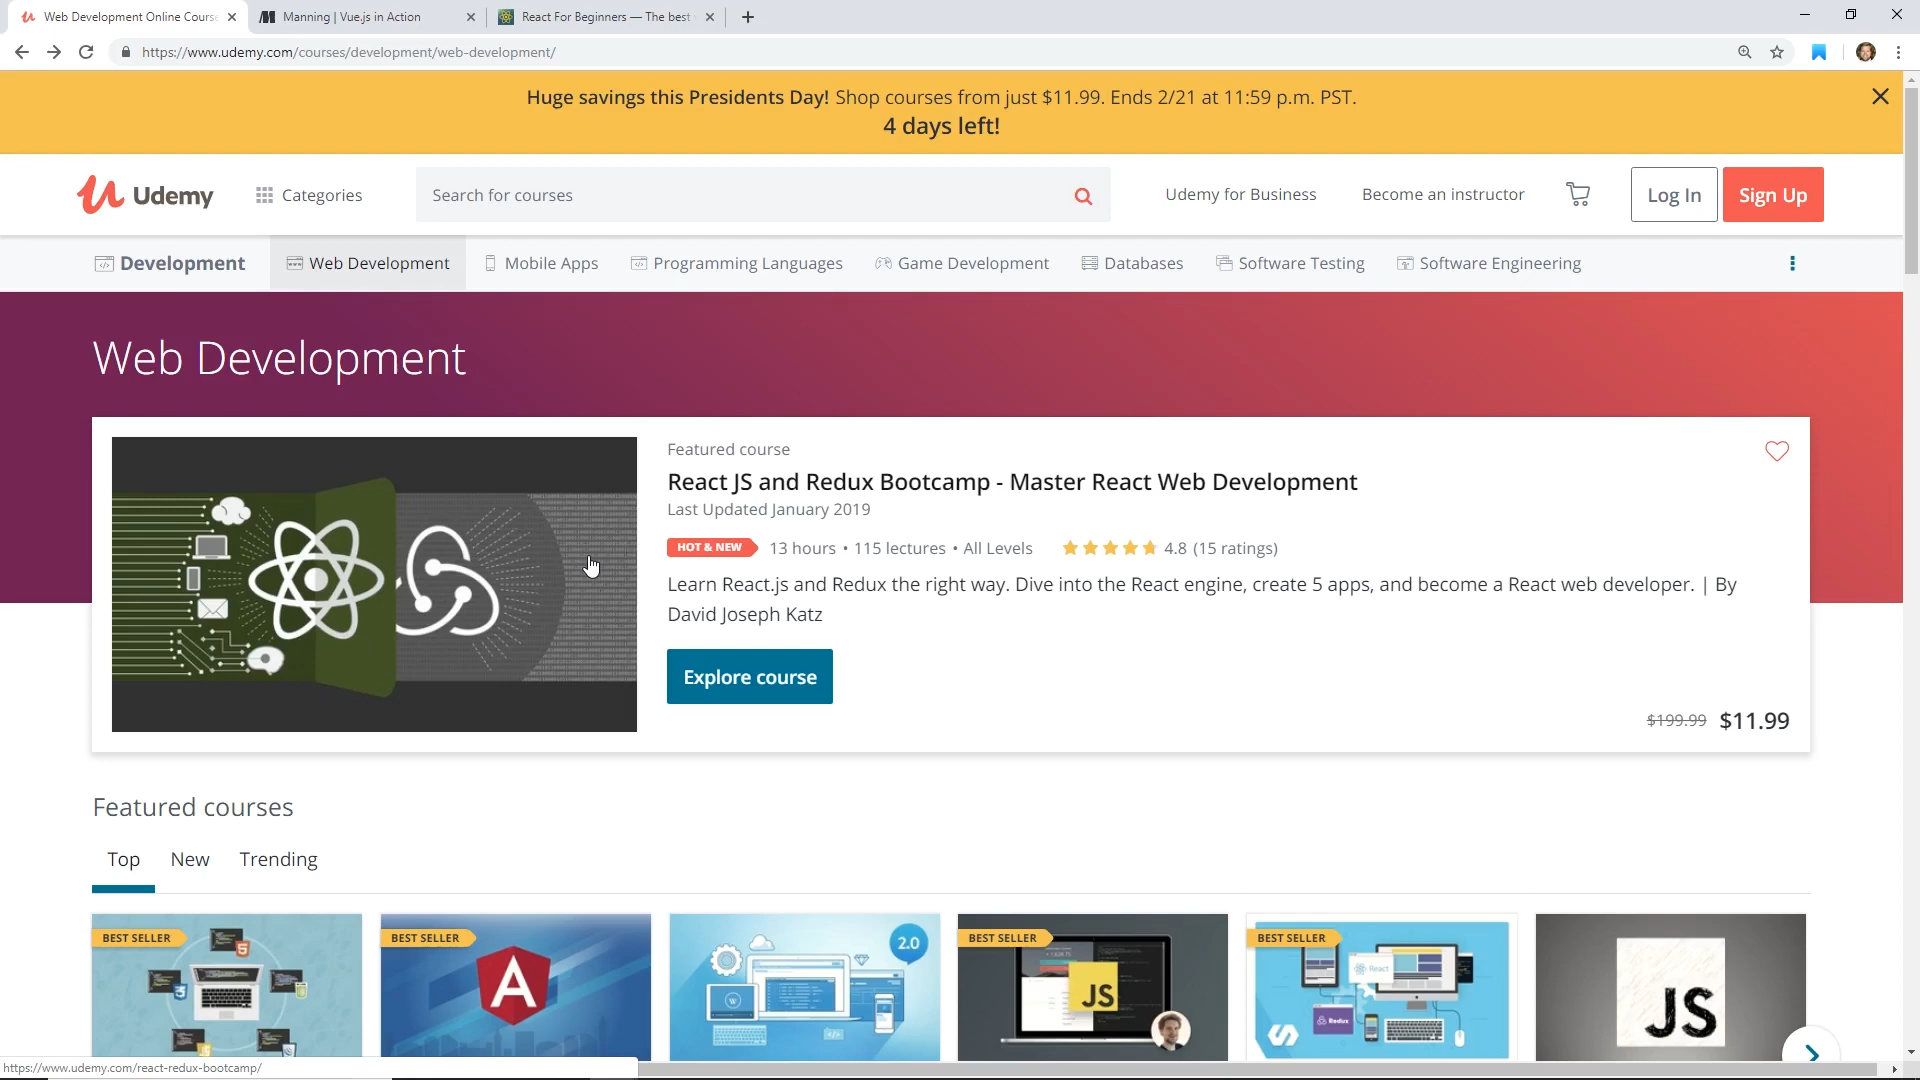 Web Development Online Course
Manning | Vue.js in Action
React For Beginners — The best
https://www.udemy.com/courses/development/web-development/
Huge savings this Presidents Day! Shop courses from just $11.99. Ends 2/21 at 11:59 p.m. PST.
4 days left!
Udemy
Categories
Search for courses
Udemy for Business
Become an instructor
Log In
Sign Up
Development
Web Development
Mobile Apps
Programming Languages
Game Development
Databases
Software Testing
Software Engineering
Web Development
Featured course
React JS and Redux Bootcamp - Master React Web Development
Last Updated January 2019
HOT & NEW 13 hours • 115 lectures • All Levels 4.8 (15 ratings)
Learn React.js and Redux the right way. Dive into the React engine, create 5 apps, and become a React web developer. | By
David Joseph Katz
Explore course
$199.99 $11.99
Featured courses
Top
New
Trending
BEST SELLER
BEST SELLER
A
2.0
BEST SELLER
JS
BEST SELLER
React
Redux
JS
https://www.udemy.com/react-redux-bootcamp/